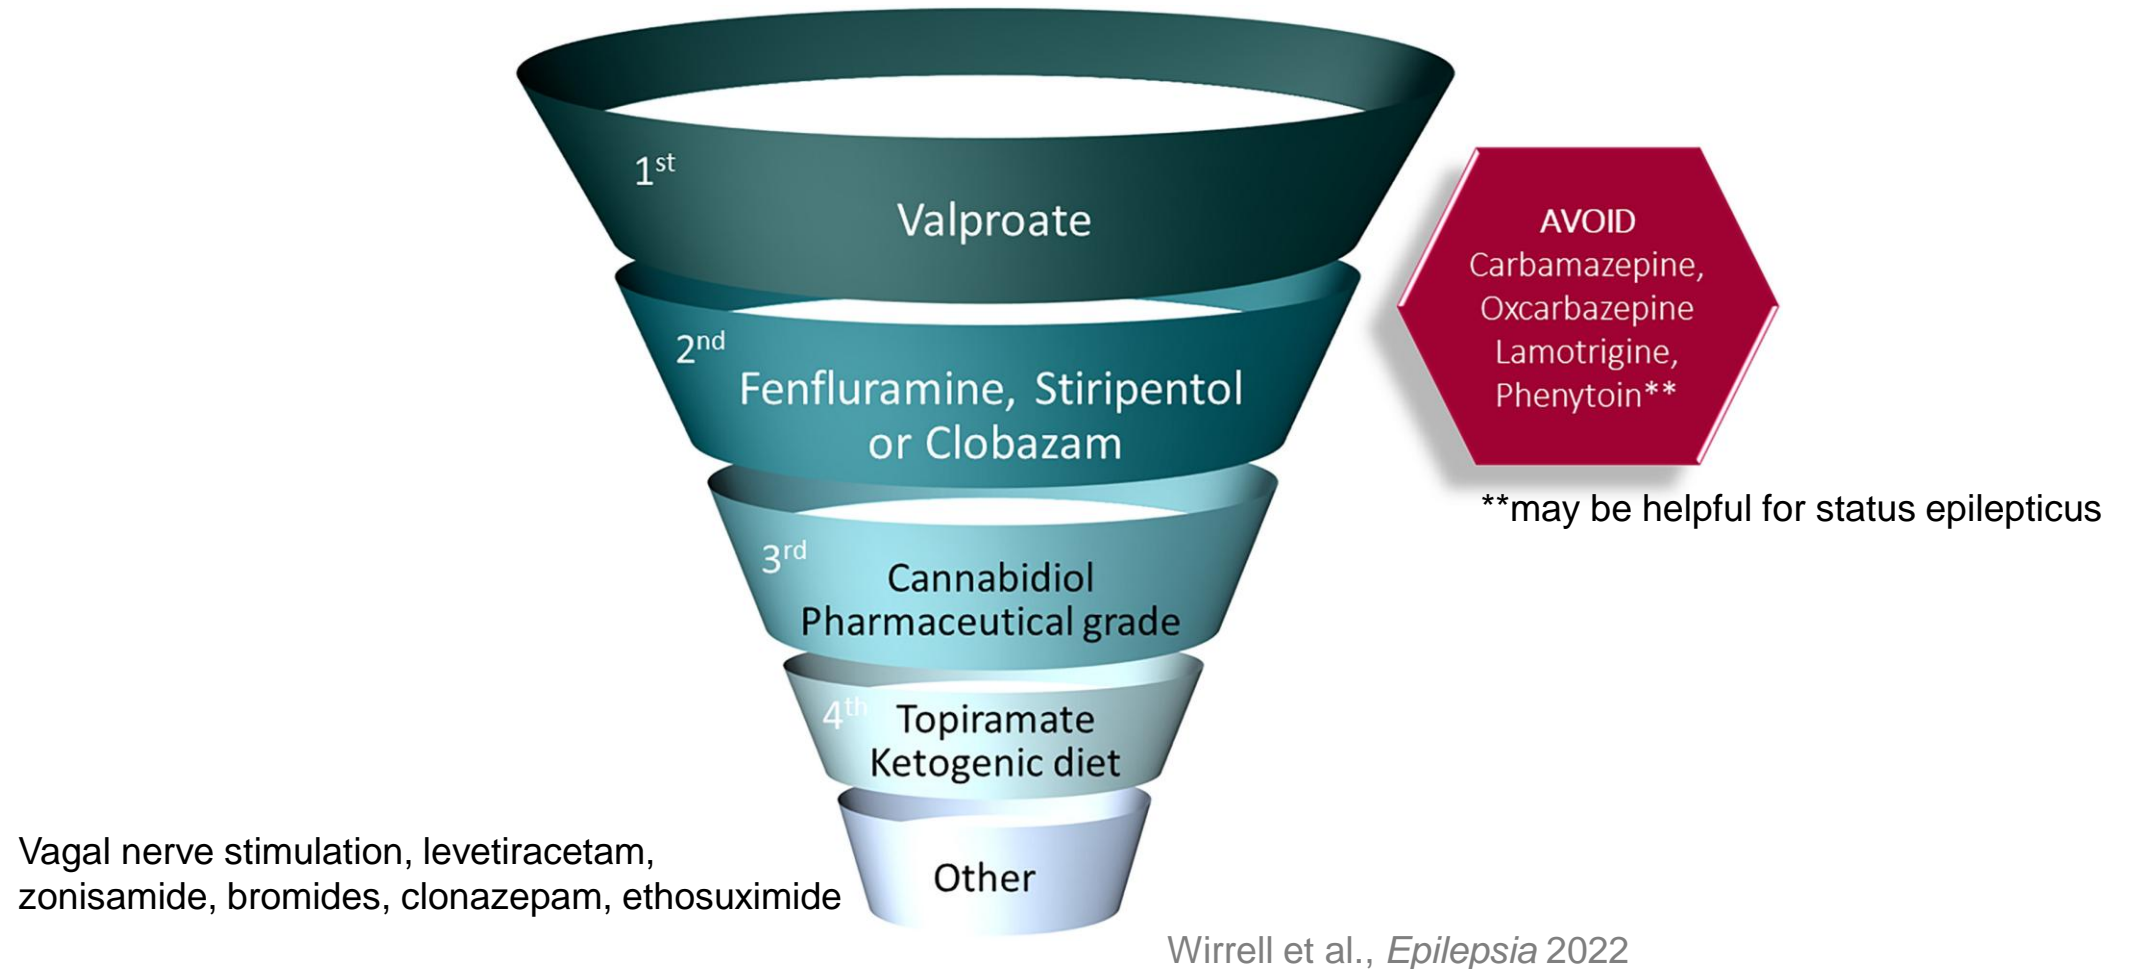 1st
Valproate
2nd
Fenfluramine, Stiripentol
or Clobazam
3rd
Cannabidiol
Pharmaceutical grade
4th
Topiramate
Ketogenic diet
Other
AVOID
Carbamazepine,
Oxcarbazepine
Lamotrigine,
Phenytoin**
**may be helpful for status epilepticus
Vagal nerve stimulation, levetiracetam,
zonisamide, bromides, clonazepam, ethosuximide
Wirrell et al., Epilepsia 2022